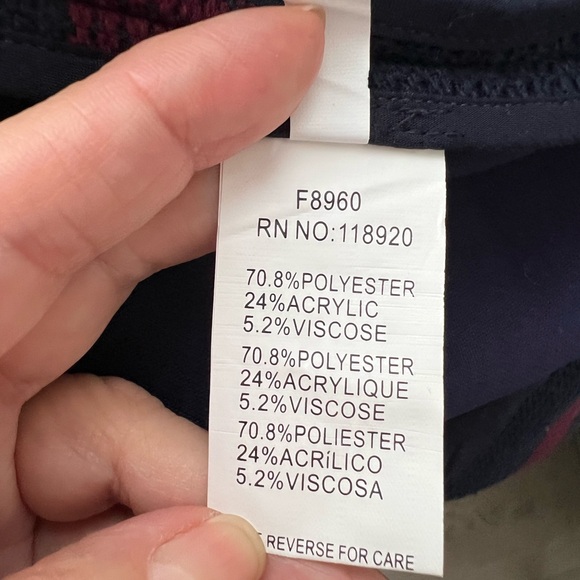 F8960
RN NO:118920
70.8%POLYESTER
24%ACRYLIC
5.2%VISCOSE
70.8%POLYESTER
24%ACRYLIQUE
5.2%VISCOSE
70.8%POLIESTER
24%ACRíLICO
5.2%VISCOSA
REVERSE FOR CARE